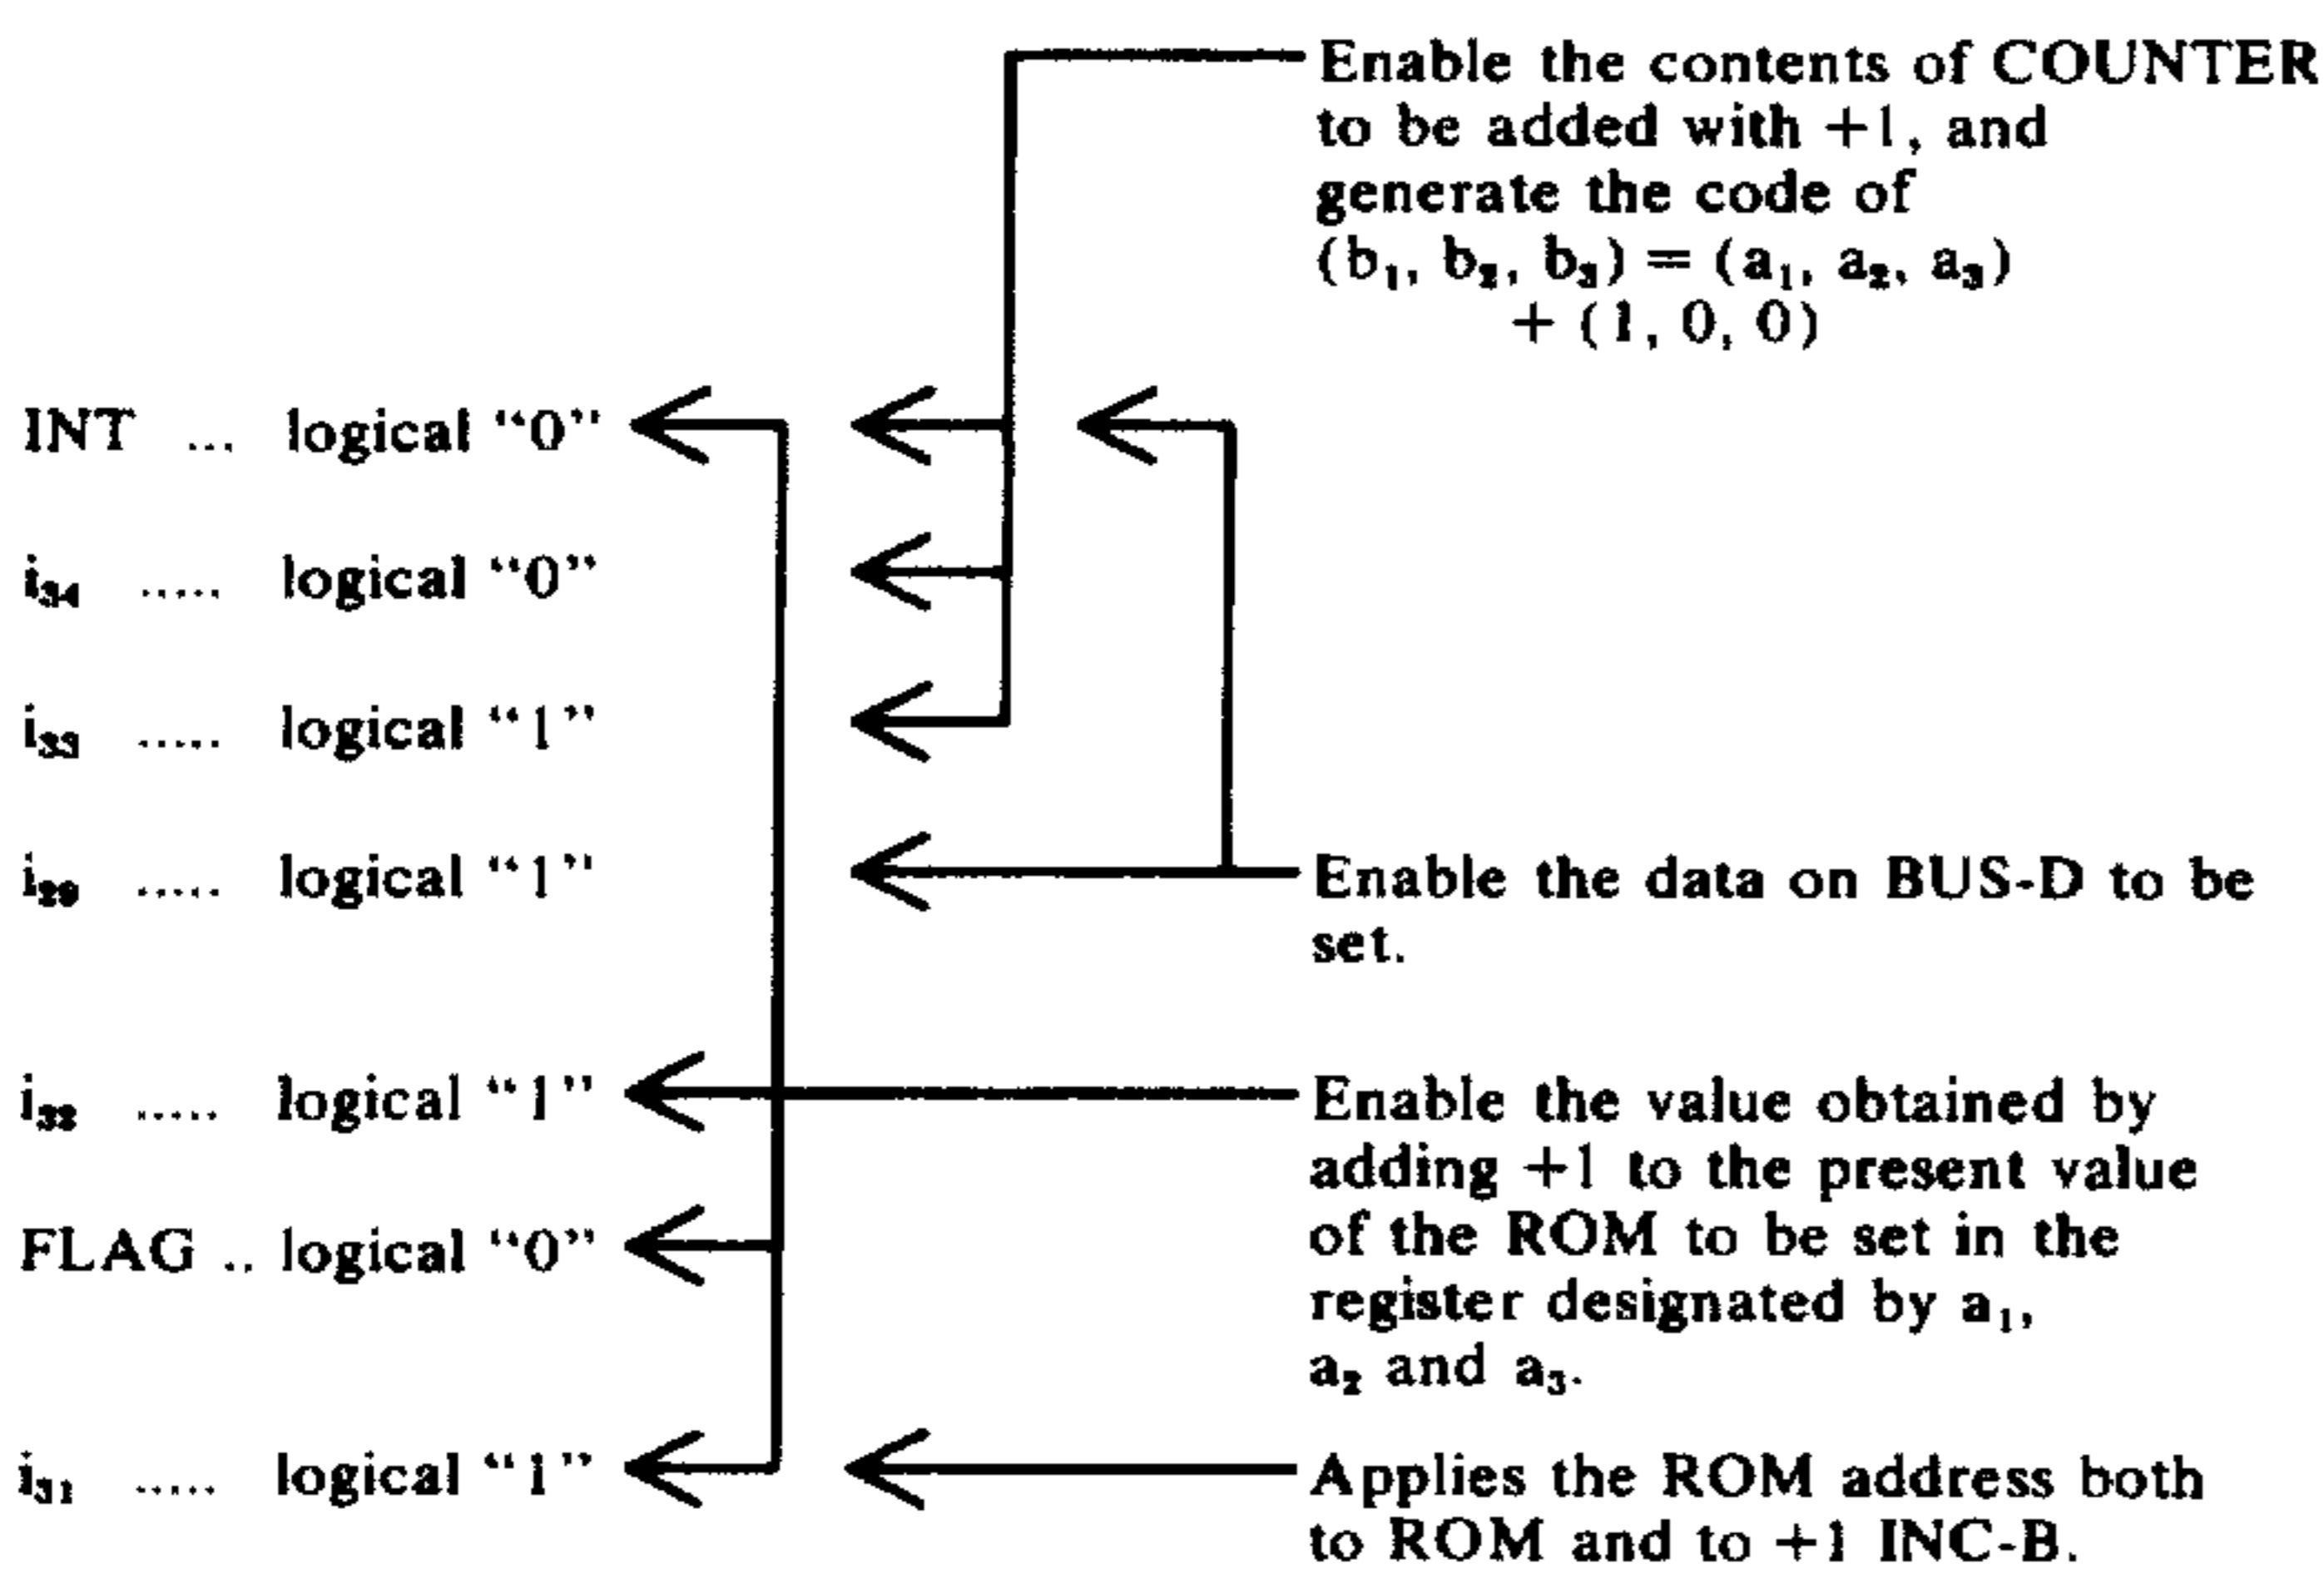 Enable the contents of COUNTER
to be added with +1, and
generate the code of
(b₁, b₂, b₃) = (a₁, a₂, a₃)
+ (1, 0, 0)
INT ... logical “0”
i₃₄ ..... logical “0”
i₃₃ ..... logical “1”
i₂₉ ..... logical “1”
Enable the data on BUS-D to be
set.
i₃₂ ..... logical “1”
Enable the value obtained by
adding +1 to the present value
of the ROM to be set in the
register designated by a₁,
a₂ and a₃.
FLAG .. logical “0”
i₃₁ ..... logical “1”
Applies the ROM address both
to ROM and to +1 INC-B.